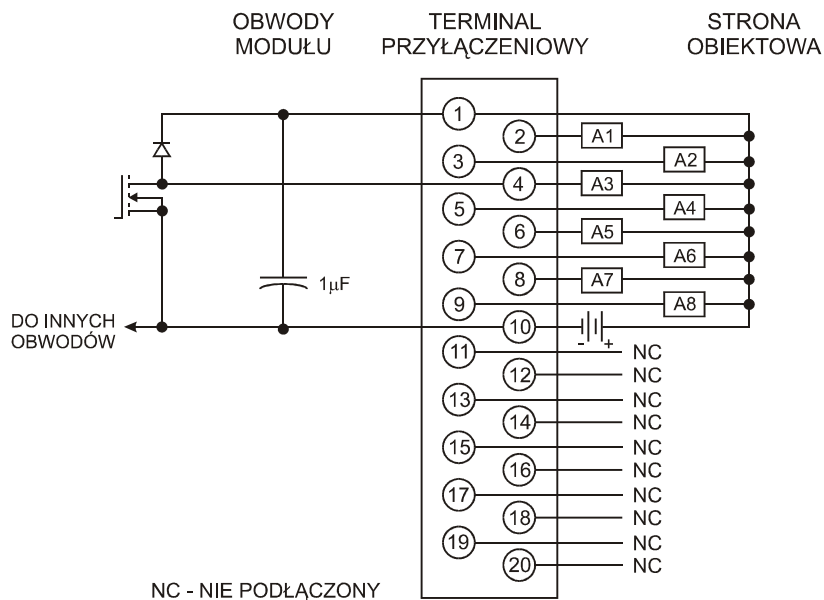 OBWODY
MODUŁU
TERMINAL
PRZYŁĄCZENIOWY
STRONA
OBIEKTOWA
1
2 A1
3 A2
4 A3
5 A4
6 A5
7 A6
8 A7
9 A8
1µF
DO INNYCH
OBWODÓW
10 - +
11 NC
12 NC
13 NC
14 NC
15 NC
16 NC
17 NC
18 NC
19 NC
20 NC
NC - NIE PODŁĄCZONY